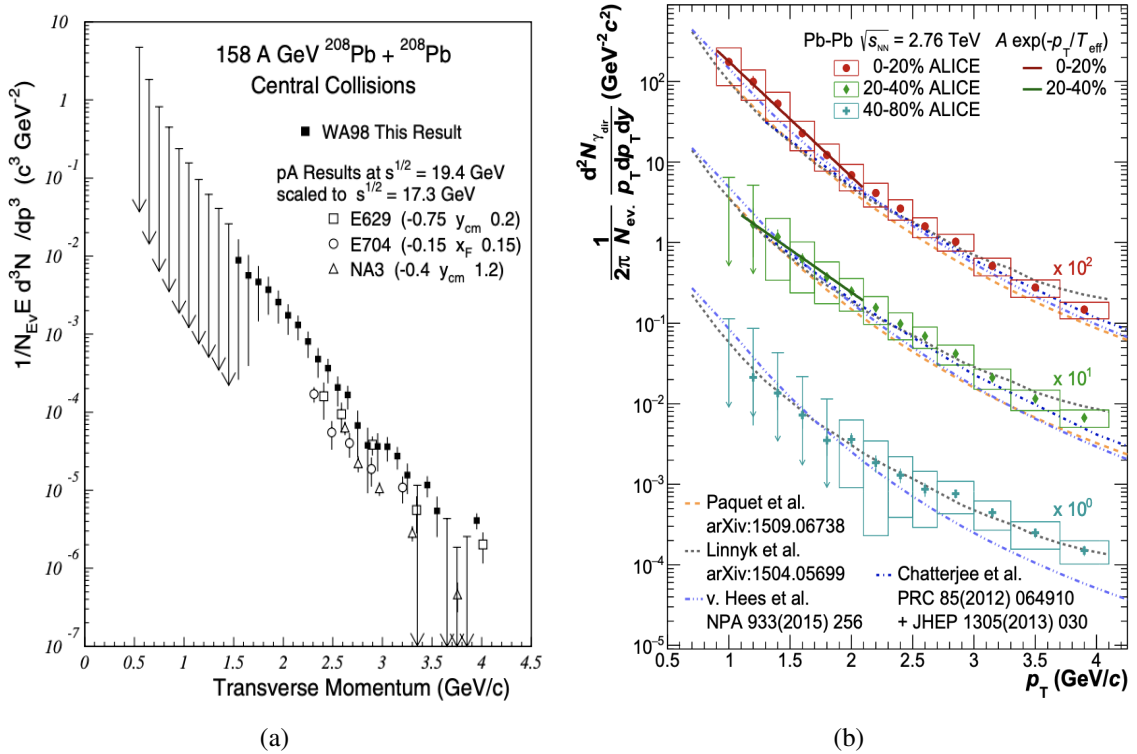 10
1
10⁻¹
10⁻²
10⁻³
10⁻⁴
10⁻⁵
10⁻⁶
10⁻⁷
1/N_Ev E d³N /dp³ (c³ GeV⁻²)
158 A GeV ²⁰⁸Pb + ²⁰⁸Pb
Central Collisions
WA98 This Result
pA Results at s^1/2 = 19.4 GeV
scaled to s^1/2 = 17.3 GeV
E629 (-0.75 y_cm 0.2)
E704 (-0.15 x_F 0.15)
NA3 (-0.4 y_cm 1.2)
0 0.5 1 1.5 2 2.5 3 3.5 4 4.5
Transverse Momentum (GeV/c)
(a)
10²
10
1
10⁻¹
10⁻²
10⁻³
10⁻⁴
10⁻⁵
1/(2π N_ev.) d²N_γdir/(p_T dp_T dy) (GeV⁻²c²)
Pb-Pb √s_NN = 2.76 TeV
0-20% ALICE
20-40% ALICE
40-80% ALICE
A exp(-p_T/T_eff)
0-20%
20-40%
x 10²
x 10¹
x 10⁰
Paquet et al.
arXiv:1509.06738
Linnyk et al.
arXiv:1504.05699
v. Hees et al.
NPA 933(2015) 256
Chatterjee et al.
PRC 85(2012) 064910
+ JHEP 1305(2013) 030
1 1.5 2 2.5 3 3.5 4
p_T (GeV/c)
(b)